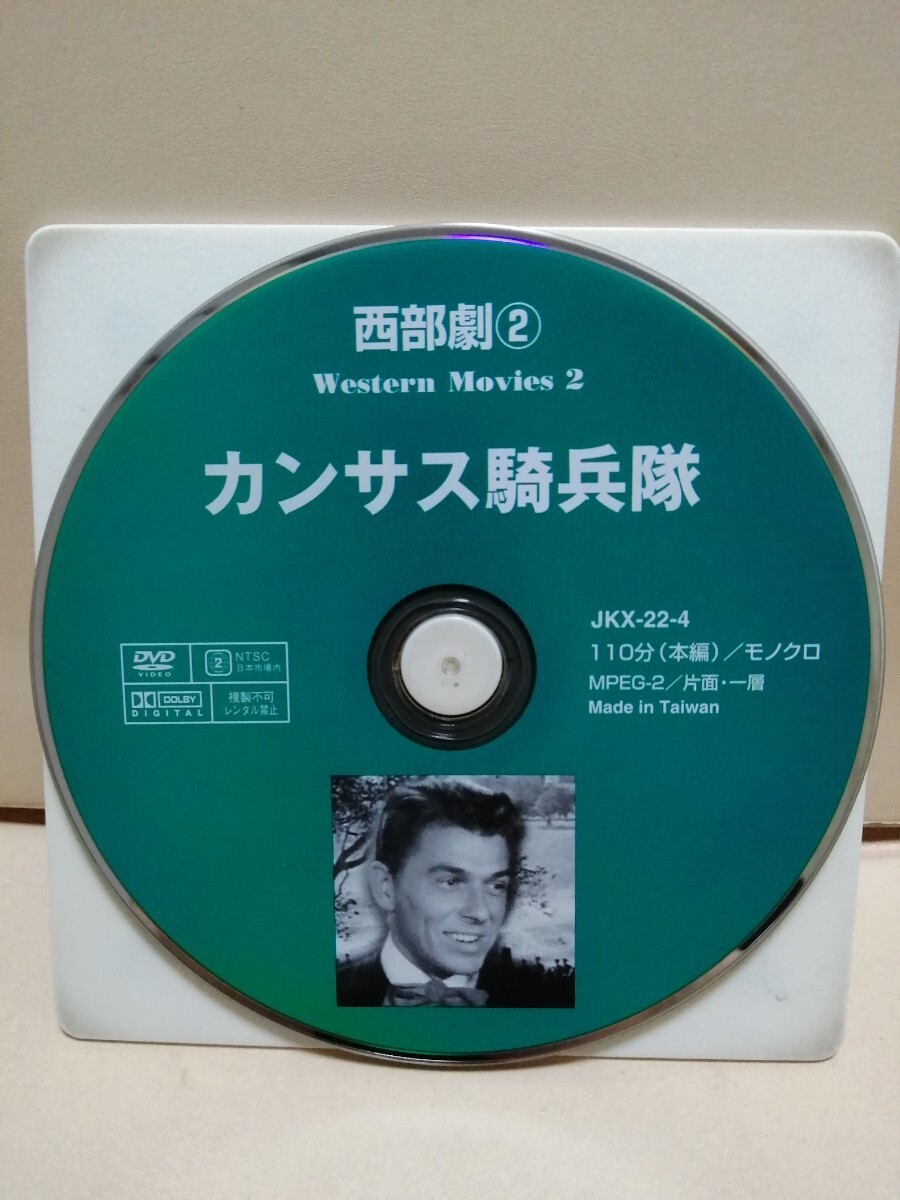 西部劇②
Western Movies 2
カンサス騎兵隊
JKX-22-4
110分(本編)/モノクロ
MPEG-2/片面・一層
Made in Taiwan
DVD
VIDEO
2
NTSC
日本市場内
DOLBY
DIGITAL
複製不可
レンタル禁止